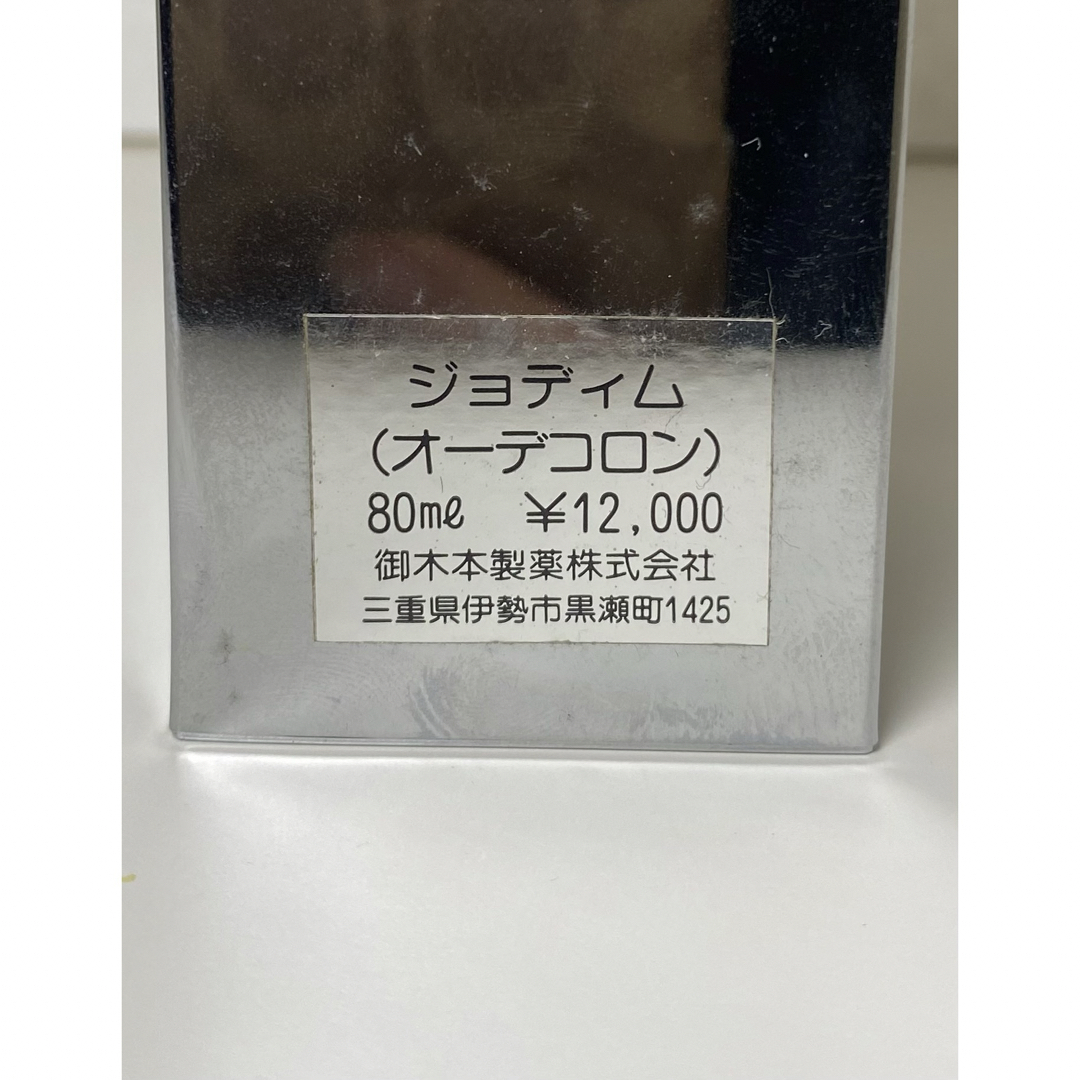 ジョディム
(オーデコロン)
80㎖ ¥12,000
御木本製薬株式会社
三重県伊勢市黒瀬町1425